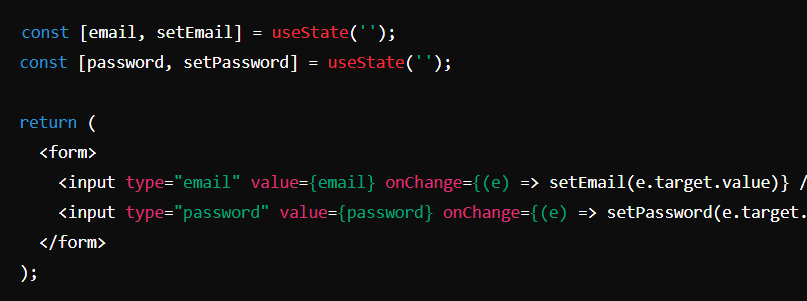 const [email, setEmail] = useState('');
const [password, setPassword] = useState('');
return (
<form>
<input type="email" value={email} onChange={(e) => setEmail(e.target.value)} /
<input type="password" value={password} onChange={(e) => setPassword(e.target.
</form>
);